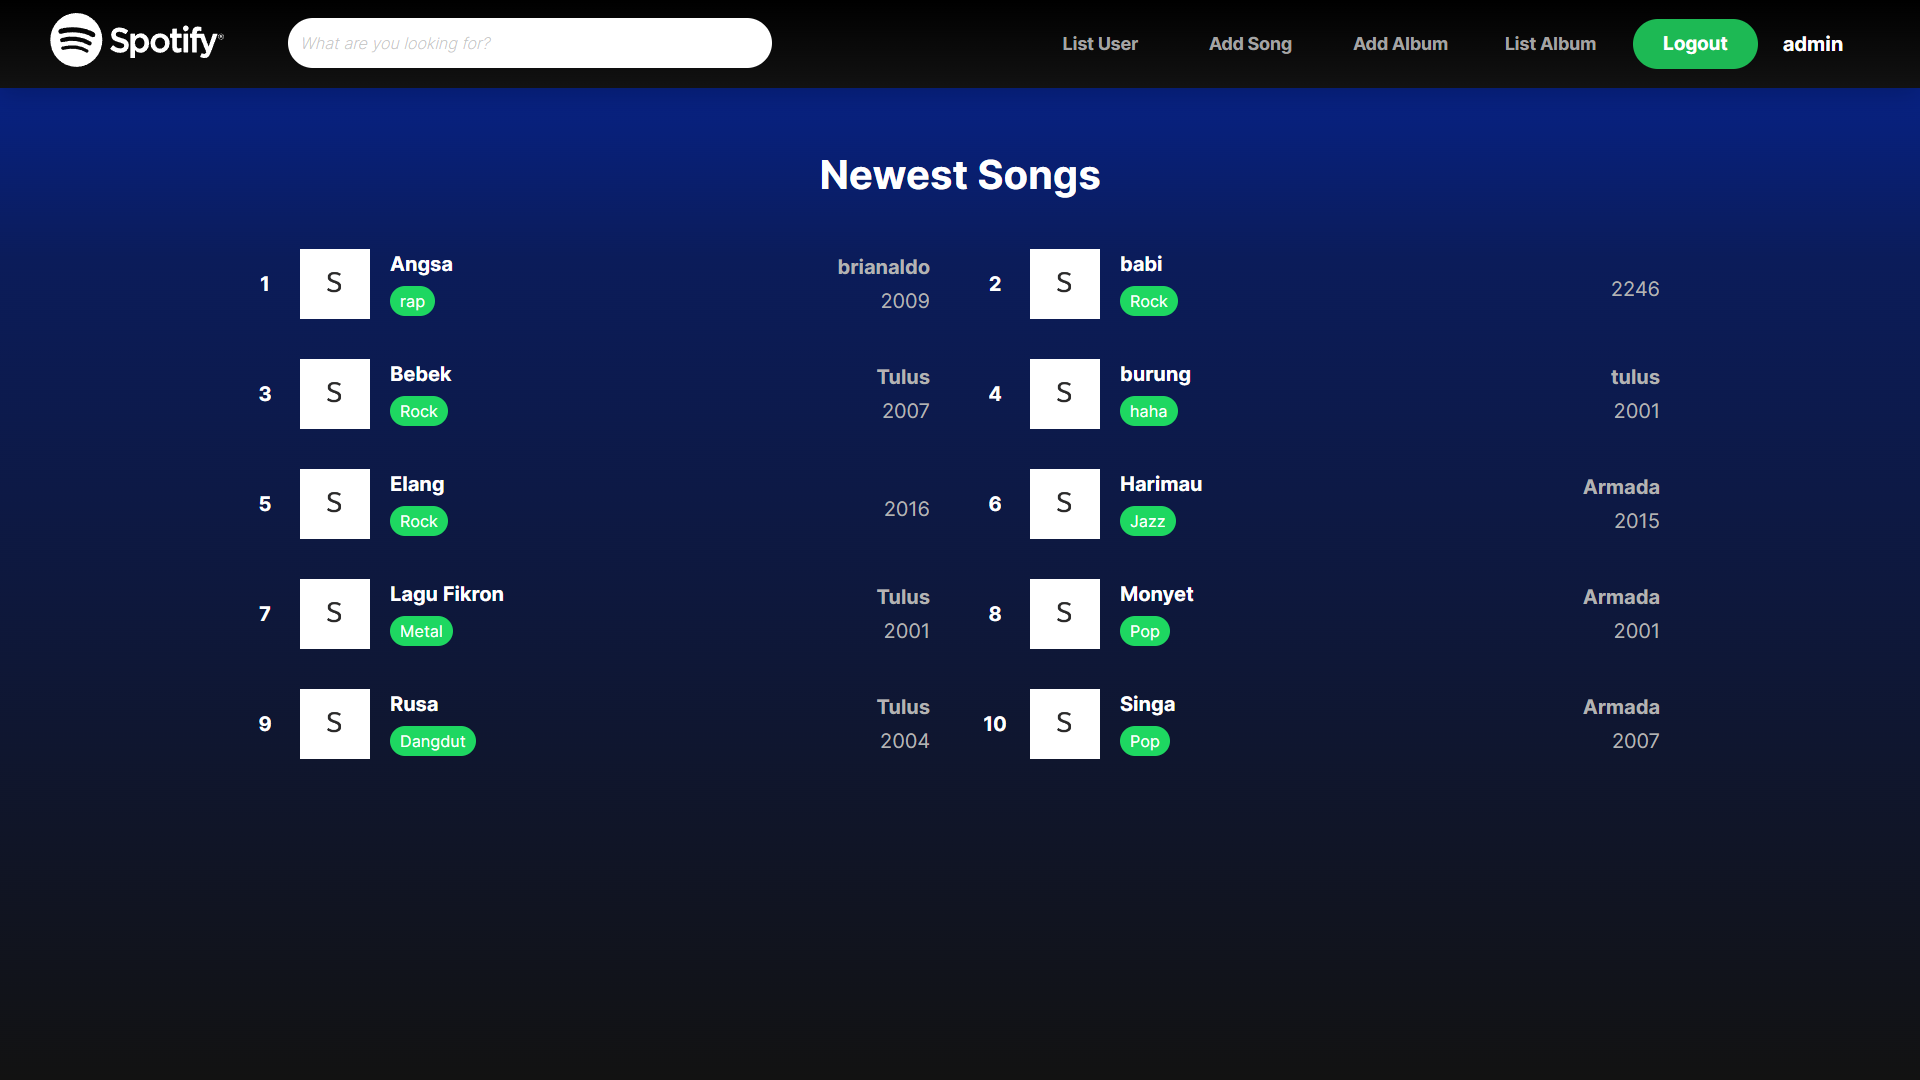 Spotify®
What are you looking for?
List User
Add Song
Add Album
List Album
Logout
admin
Newest Songs
1
S
Angsa
rap
brianaldo
2009
2
S
babi
Rock
2246
3
S
Bebek
Rock
Tulus
2007
4
S
burung
haha
tulus
2001
5
S
Elang
Rock
2016
6
S
Harimau
Jazz
Armada
2015
7
S
Lagu Fikron
Metal
Tulus
2001
8
S
Monyet
Pop
Armada
2001
9
S
Rusa
Dangdut
Tulus
2004
10
S
Singa
Pop
Armada
2007